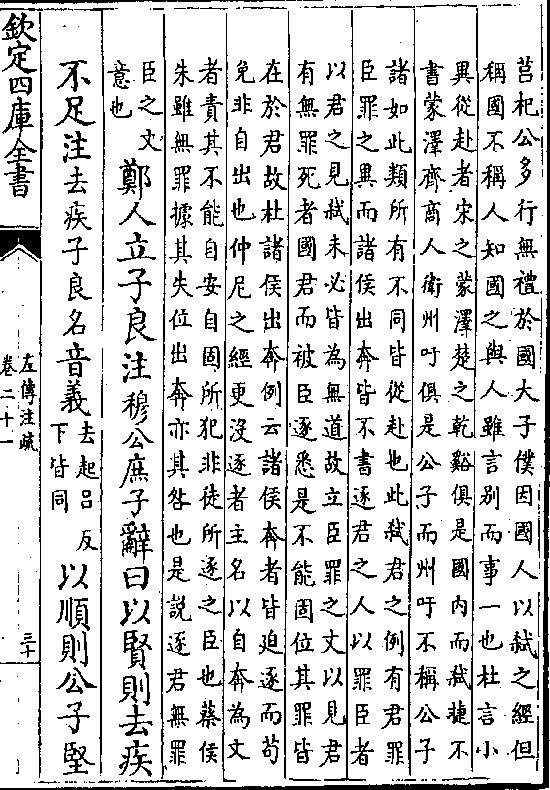 莒杞公多行無禮於國大子僕因國人以弒之經但
稱國不稱人知國之與人雖言别而事一也杜言小
異從赴者宋之蒙澤楚之乾谿俱是國内而弒捷不
書蒙澤齊商人衛州吁俱是公子而州吁不稱公子
諸如此類所有不同皆從赴也此弒君之例有君罪
臣罪之異而諸侯出奔皆不書逐君之人以罪臣者
以君之見弒未必皆為無道故立臣罪之文以見君
有無罪死者國君而被臣逐悉是不能固位其罪皆
在於君故杜諸侯出奔例云諸侯奔者皆迫逐而苟
免非自出也仲尼之經更沒逐者主名以自奔為文
者責其不能自安自固所犯非徒所逐之臣也蔡侯
朱雖無罪據其失位出奔亦其咎也是説逐君無罪
臣之文
意也
鄭人立子良注穆公庶子辭曰以賢則去疾
不足注去疾子良名音義去起呂反
下皆同
以順則公子堅
欽定四庫全書
左傳注疏
卷二十一
三十